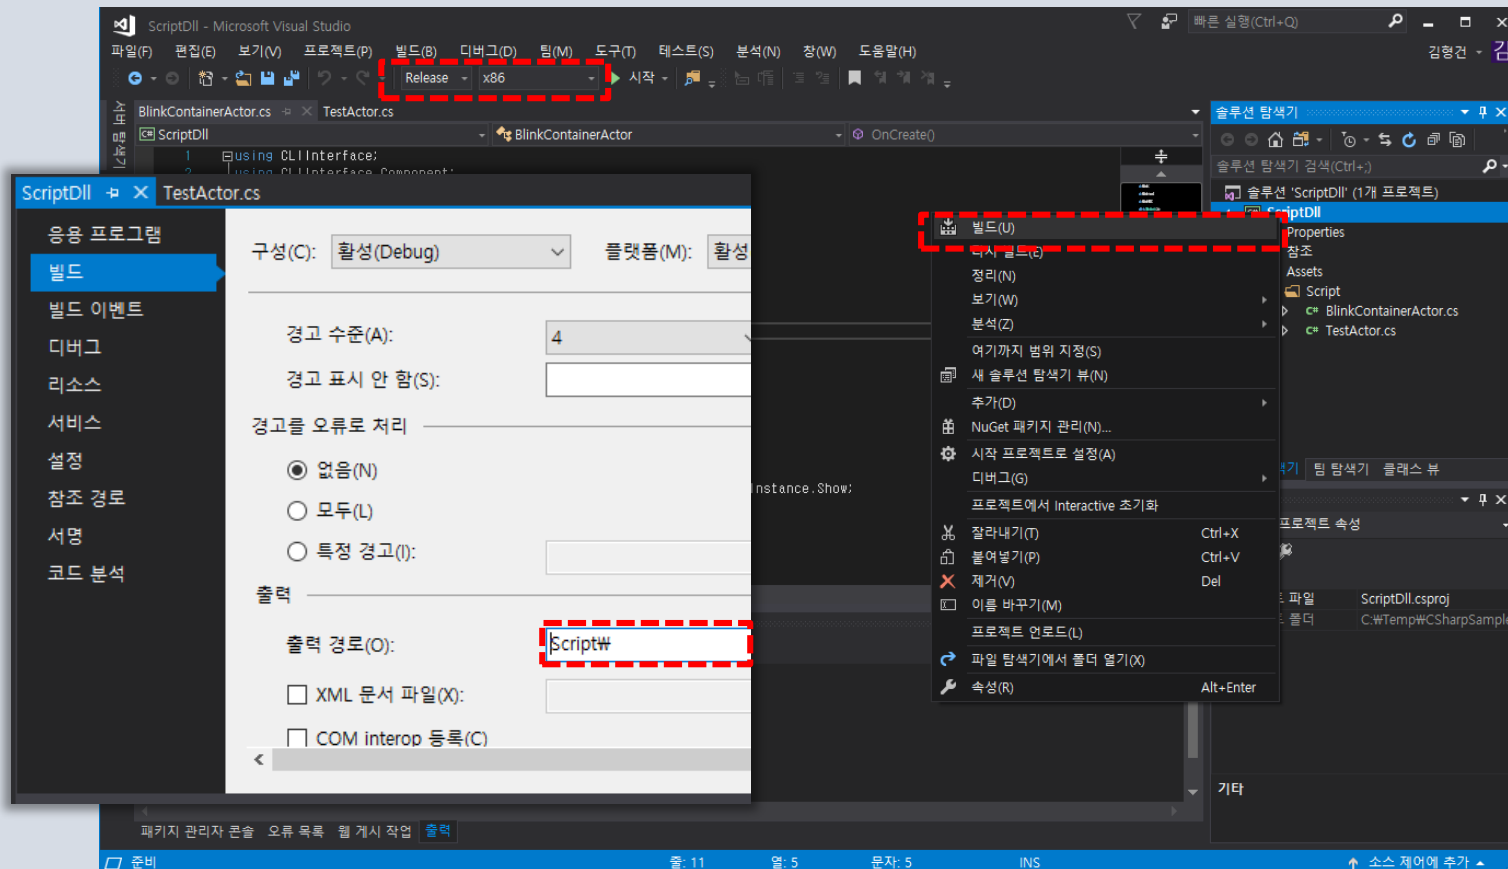 ScriptDll - Microsoft Visual Studio
빠른 실행(Ctrl+Q)
파일(F) 편집(E) 보기(V) 프로젝트(P) 빌드(B) 디버그(D) 팀(M) 도구(T) 테스트(S) 분석(N) 창(W) 도움말(H)
김형건
김
Release x86 시작
서버 탐색기
BlinkContainerActor.cs TestActor.cs
ScriptDll BlinkContainerActor OnCreate()
1 using CLIInterface;
2 using CLIInterface.Component;
ScriptDll TestActor.cs
응용 프로그램
빌드
빌드 이벤트
디버그
리소스
서비스
설정
참조 경로
서명
코드 분석
구성(C): 활성(Debug) 플랫폼(M): 활성
경고 수준(A): 4
경고 표시 안 함(S):
경고를 오류로 처리
없음(N)
모두(L)
특정 경고(I):
출력
출력 경로(O): Script₩
XML 문서 파일(X):
COM interop 등록(C)
Instance.Show;
빌드(U)
다시 빌드(E)
정리(N)
보기(W)
분석(Z)
여기까지 범위 지정(S)
새 솔루션 탐색기 뷰(N)
추가(D)
NuGet 패키지 관리(N)...
시작 프로젝트로 설정(A)
디버그(G)
프로젝트에서 Interactive 초기화
잘라내기(T) Ctrl+X
붙여넣기(P) Ctrl+V
제거(V) Del
이름 바꾸기(M)
프로젝트 언로드(L)
파일 탐색기에서 폴더 열기(X)
속성(R) Alt+Enter
솔루션 탐색기
솔루션 탐색기 검색(Ctrl+;)
솔루션 'ScriptDll' (1개 프로젝트)
ScriptDll
Properties
참조
Assets
Script
C# BlinkContainerActor.cs
C# TestActor.cs
팀 탐색기 클래스 뷰
프로젝트 속성
파일 ScriptDll.csproj
폴더 C:₩Temp₩CSharpSample
기타
패키지 관리자 콘솔 오류 목록 웹 게시 작업 출력
준비 줄: 11 열: 5 문자: 5 INS 소스 제어에 추가